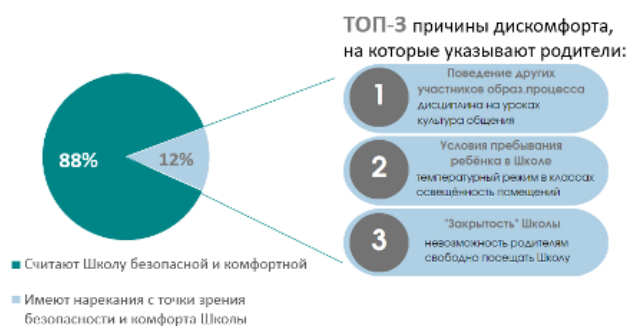 ТОП-3 причины дискомфорта,
на которые указывают родители:
1
Поведение других
участников образ.процесса
дисциплина на уроках
культура общения
88%
12%
2
Условия пребывания
ребёнка в Школе
температурный режим в классах
освещённость помещений
3
"Закрытость" Школы
невозможность родителям
свободно посещать Школу
Считают Школу безопасной и комфортной
Имеют нарекания с точки зрения
безопасности и комфорта Школы